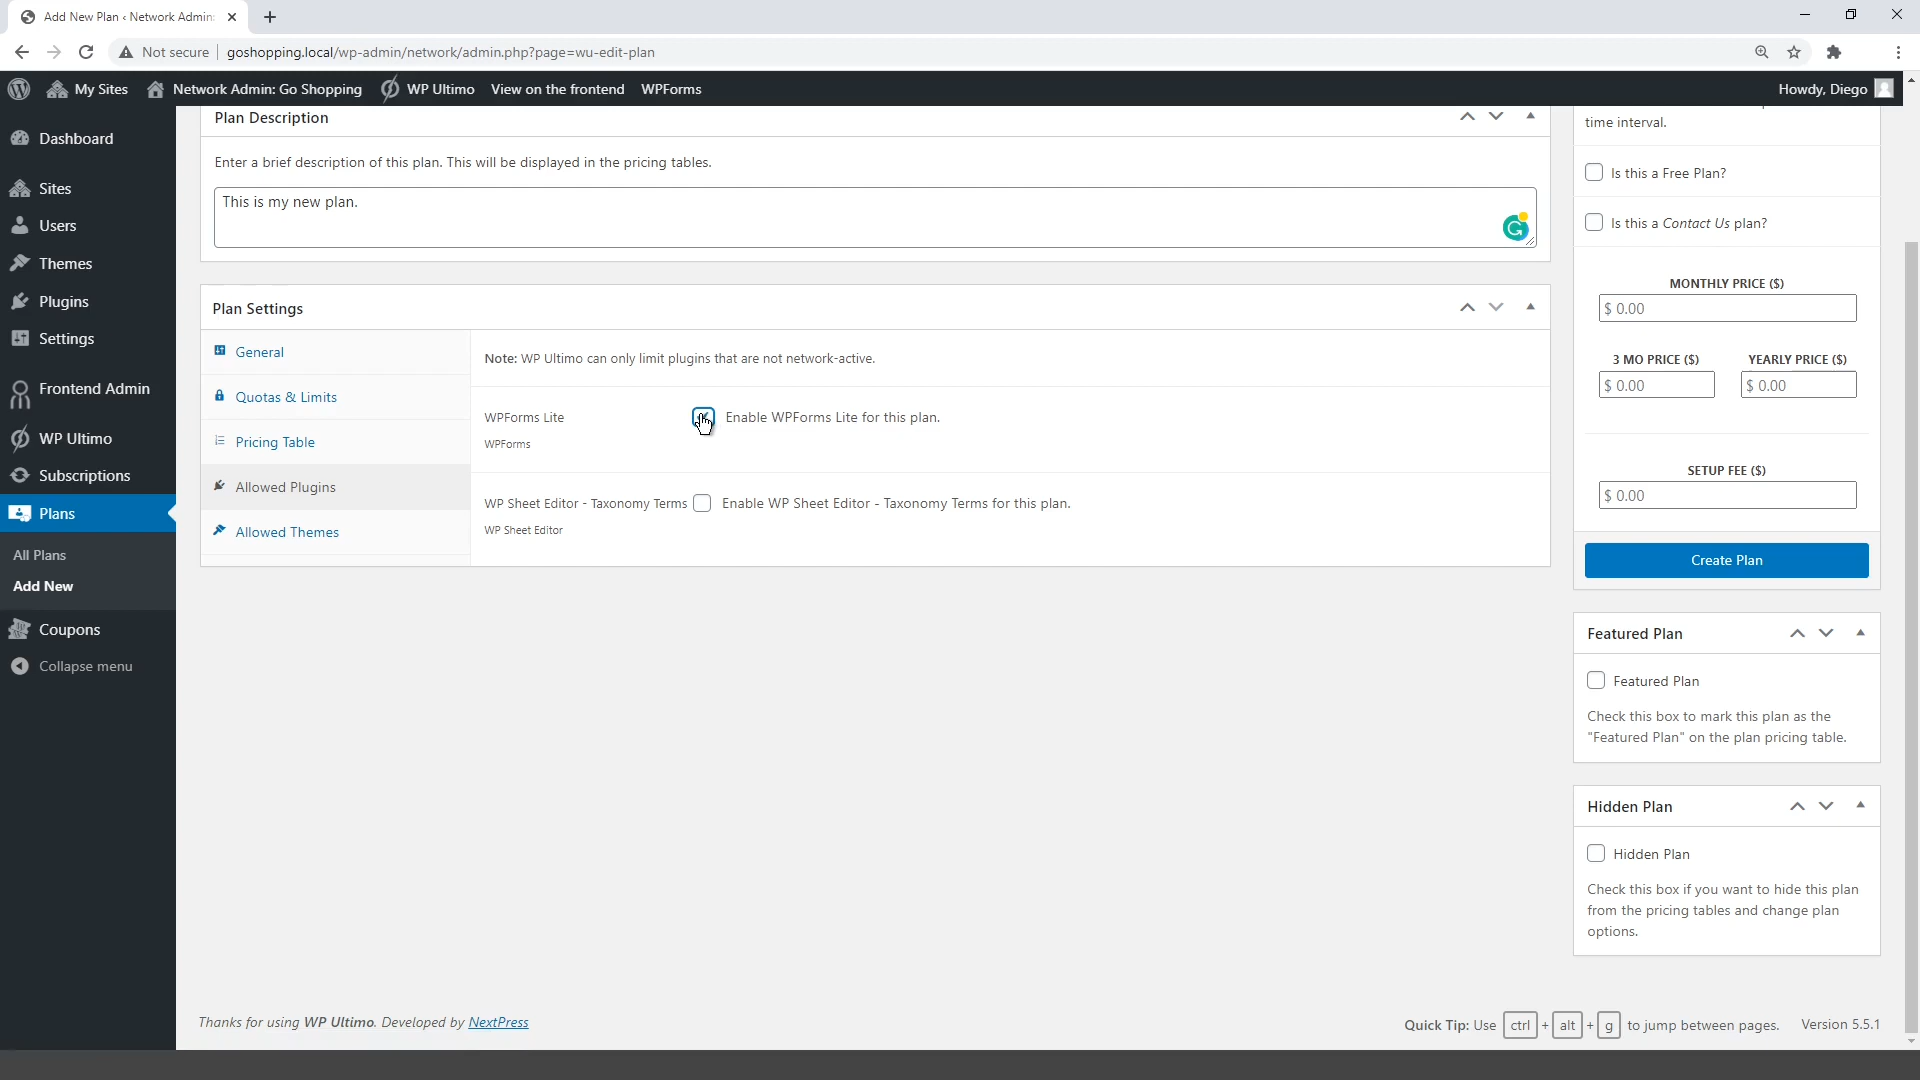 Add New Plan ‹ Network Admin:
Not secure goshopping.local/wp-admin/network/admin.php?page=wu-edit-plan
My Sites Network Admin: Go Shopping WP Ultimo View on the frontend WPForms Howdy, Diego
Dashboard
Sites
Users
Themes
Plugins
Settings
Frontend Admin
WP Ultimo
Subscriptions
Plans
All Plans
Add New
Coupons
Collapse menu
Plan Description
Enter a brief description of this plan. This will be displayed in the pricing tables.
This is my new plan.
Plan Settings
General
Quotas & Limits
Pricing Table
Allowed Plugins
Allowed Themes
Note: WP Ultimo can only limit plugins that are not network-active.
WPForms Lite Enable WPForms Lite for this plan.
WPForms
WP Sheet Editor - Taxonomy Terms Enable WP Sheet Editor - Taxonomy Terms for this plan.
WP Sheet Editor
time interval.
Is this a Free Plan?
Is this a Contact Us plan?
MONTHLY PRICE ($)
$ 0.00
3 MO PRICE ($) YEARLY PRICE ($)
$ 0.00 $ 0.00
SETUP FEE ($)
$ 0.00
Create Plan
Featured Plan
Featured Plan
Check this box to mark this plan as the
"Featured Plan" on the plan pricing table.
Hidden Plan
Hidden Plan
Check this box if you want to hide this plan
from the pricing tables and change plan
options.
Thanks for using WP Ultimo. Developed by NextPress
Quick Tip: Use ctrl + alt + g to jump between pages. Version 5.5.1